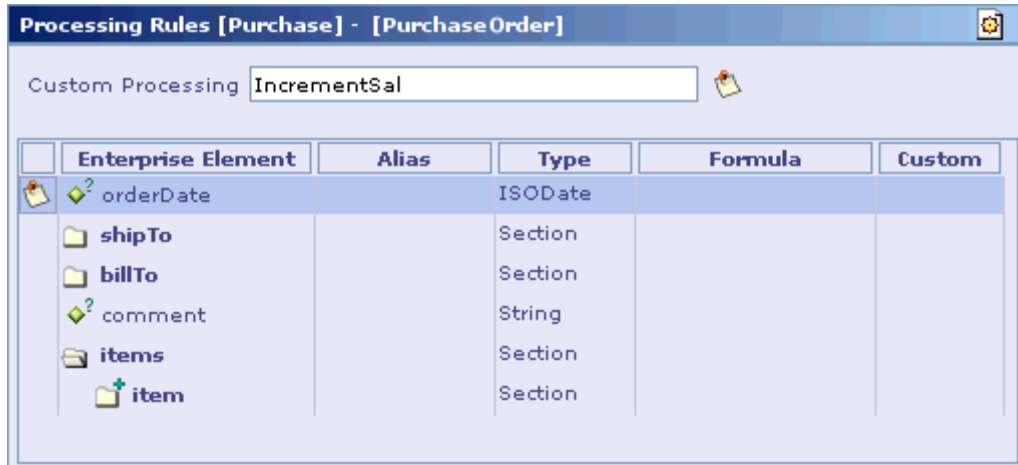 Processing Rules [Purchase] - [PurchaseOrder]
Custom Processing IncrementSal
Enterprise Element Alias Type Formula Custom
? orderDate ISODate
shipTo Section
billTo Section
? comment String
items Section
item Section